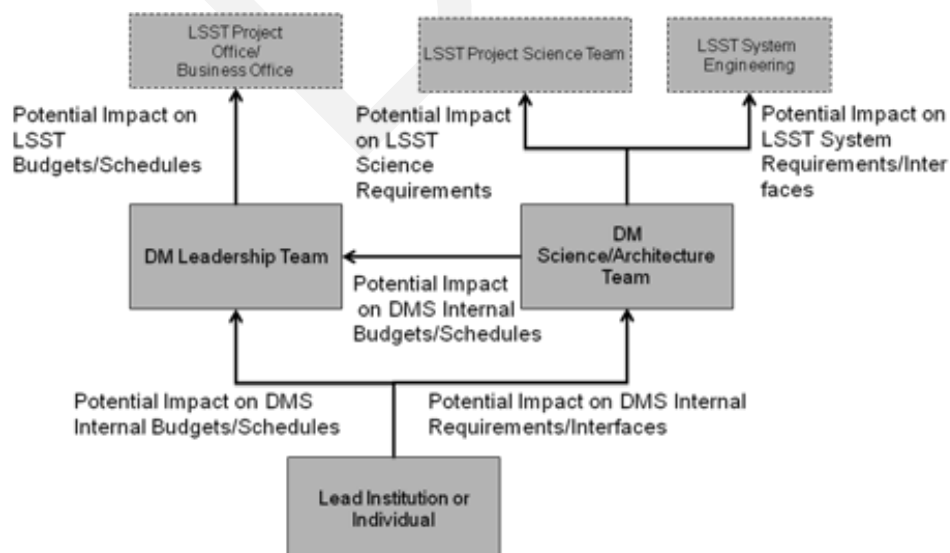 LSST Project
Office/
Business Office
LSST Project Science Team
LSST System
Engineering
Potential Impact on
LSST
Budgets/Schedules
Potential Impact
on LSST
Science
Requirements
Potential Impact on
LSST System
Requirements/Inter
faces
DM Leadership Team
DM
Science/Architecture
Team
Potential Impact
on DMS Internal
Budgets/Schedules
Potential Impact on DMS
Internal Budgets/Schedules
Potential Impact on DMS Internal
Requirements/Interfaces
Lead Institution or
Individual